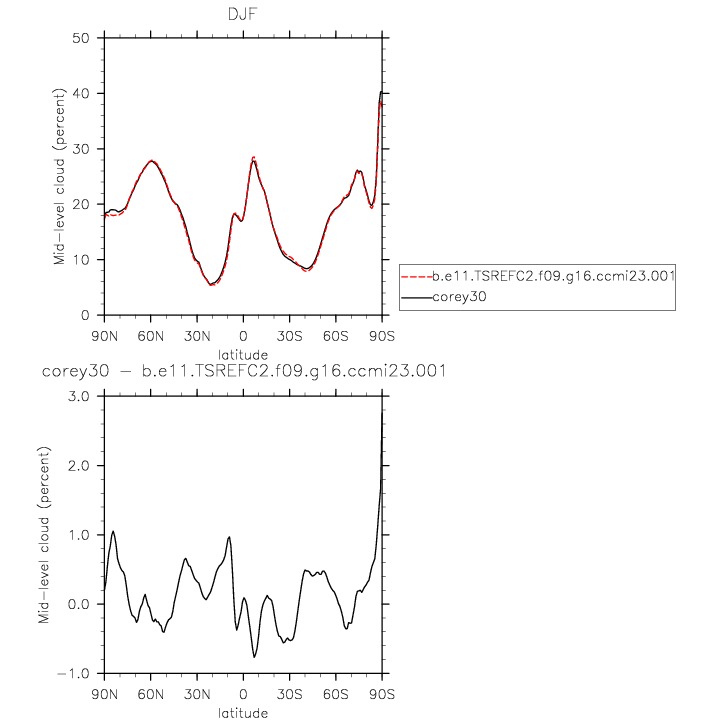 DJF
50
40
30
20
10
0
Mid-level cloud (percent)
90N 60N 30N 0 30S 60S 90S
latitude
b.e11.TSREFC2.f09.g16.ccmi23.001
corey30
corey30 - b.e11.TSREFC2.f09.g16.ccmi23.001
3.0
2.0
1.0
0.0
-1.0
Mid-level cloud (percent)
90N 60N 30N 0 30S 60S 90S
latitude